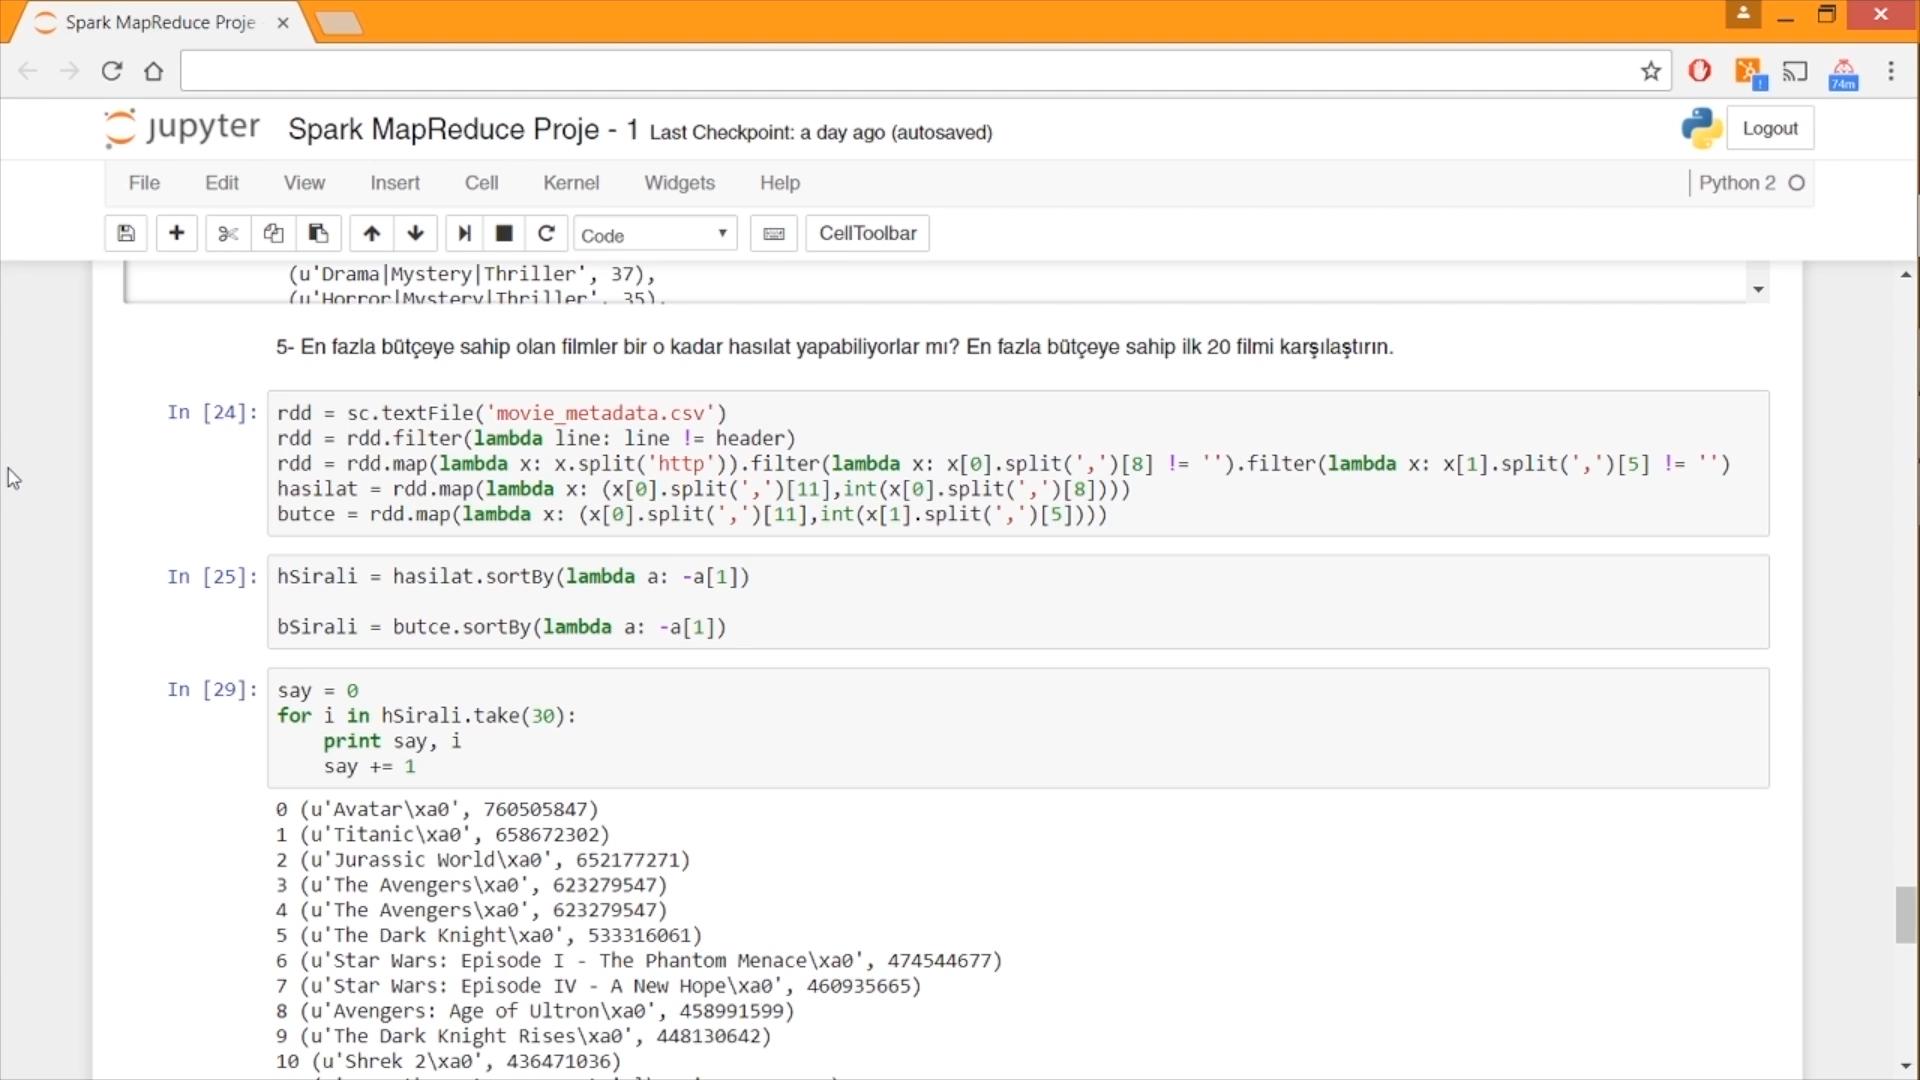 Spark MapReduce Proje
74m
jupyter Spark MapReduce Proje - 1 Last Checkpoint: a day ago (autosaved)
Logout
File Edit View Insert Cell Kernel Widgets Help
Python 2
Code
CellToolbar
(u'Drama|Mystery|Thriller', 37),
(u'Horror|Mystery|Thriller', 35),
5- En fazla bütçeye sahip olan filmler bir o kadar hasılat yapabiliyorlar mı? En fazla bütçeye sahip ilk 20 filmi karşılaştırın.
In [24]:
rdd = sc.textFile('movie_metadata.csv')
rdd = rdd.filter(lambda line: line != header)
rdd = rdd.map(lambda x: x.split('http')).filter(lambda x: x[0].split(',')[8] != '').filter(lambda x: x[1].split(',')[5] != '')
hasilat = rdd.map(lambda x: (x[0].split(',')[11],int(x[0].split(',')[8])))
butce = rdd.map(lambda x: (x[0].split(',')[11],int(x[1].split(',')[5])))
In [25]:
hSirali = hasilat.sortBy(lambda a: -a[1])
bSirali = butce.sortBy(lambda a: -a[1])
In [29]:
say = 0
for i in hSirali.take(30):
    print say, i
    say += 1
0 (u'Avatar\xa0', 760505847)
1 (u'Titanic\xa0', 658672302)
2 (u'Jurassic World\xa0', 652177271)
3 (u'The Avengers\xa0', 623279547)
4 (u'The Avengers\xa0', 623279547)
5 (u'The Dark Knight\xa0', 533316061)
6 (u'Star Wars: Episode I - The Phantom Menace\xa0', 474544677)
7 (u'Star Wars: Episode IV - A New Hope\xa0', 460935665)
8 (u'Avengers: Age of Ultron\xa0', 458991599)
9 (u'The Dark Knight Rises\xa0', 448130642)
10 (u'Shrek 2\xa0', 436471036)